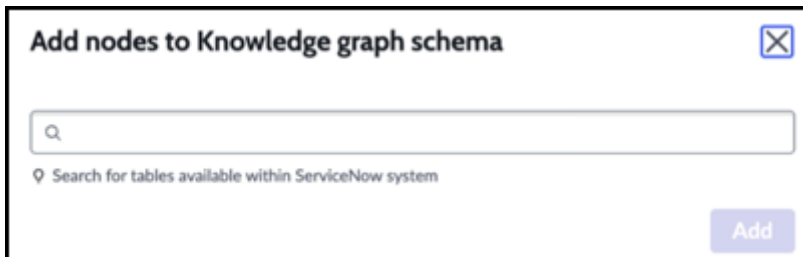 Add nodes to Knowledge graph schema
Search for tables available within ServiceNow system
Add